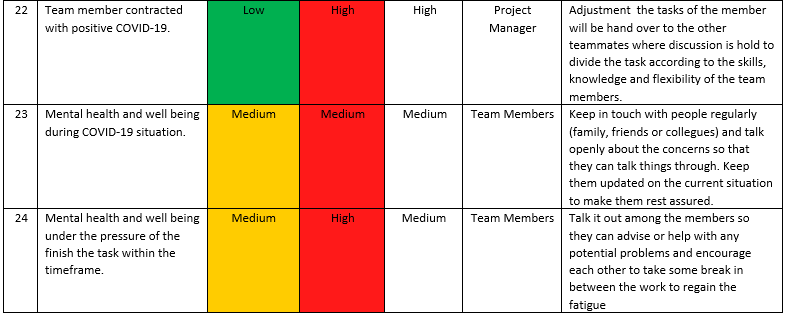 22 Team member contracted Low High High Project Adjustment the tasks of the member
with positive COVID-19. Manager will be hand over to the other
teammates where discussion is hold to
divide the task according to the skills,
knowledge and flexibility of the team
members.
23 Mental health and well being Medium Medium Medium Team Members Keep in touch with people regularly
during COVID-19 situation. (family, friends or collegues) and talk
openly about the concerns so that
they can talk things through. Keep
them updated on the current situation
to make them rest assured.
24 Mental health and well being Medium High Medium Team Members Talk it out among the members so
under the pressure of the they can advise or help with any
finish the task within the potential problems and encourage
timeframe. each other to take some break in
between the work to regain the
fatigue